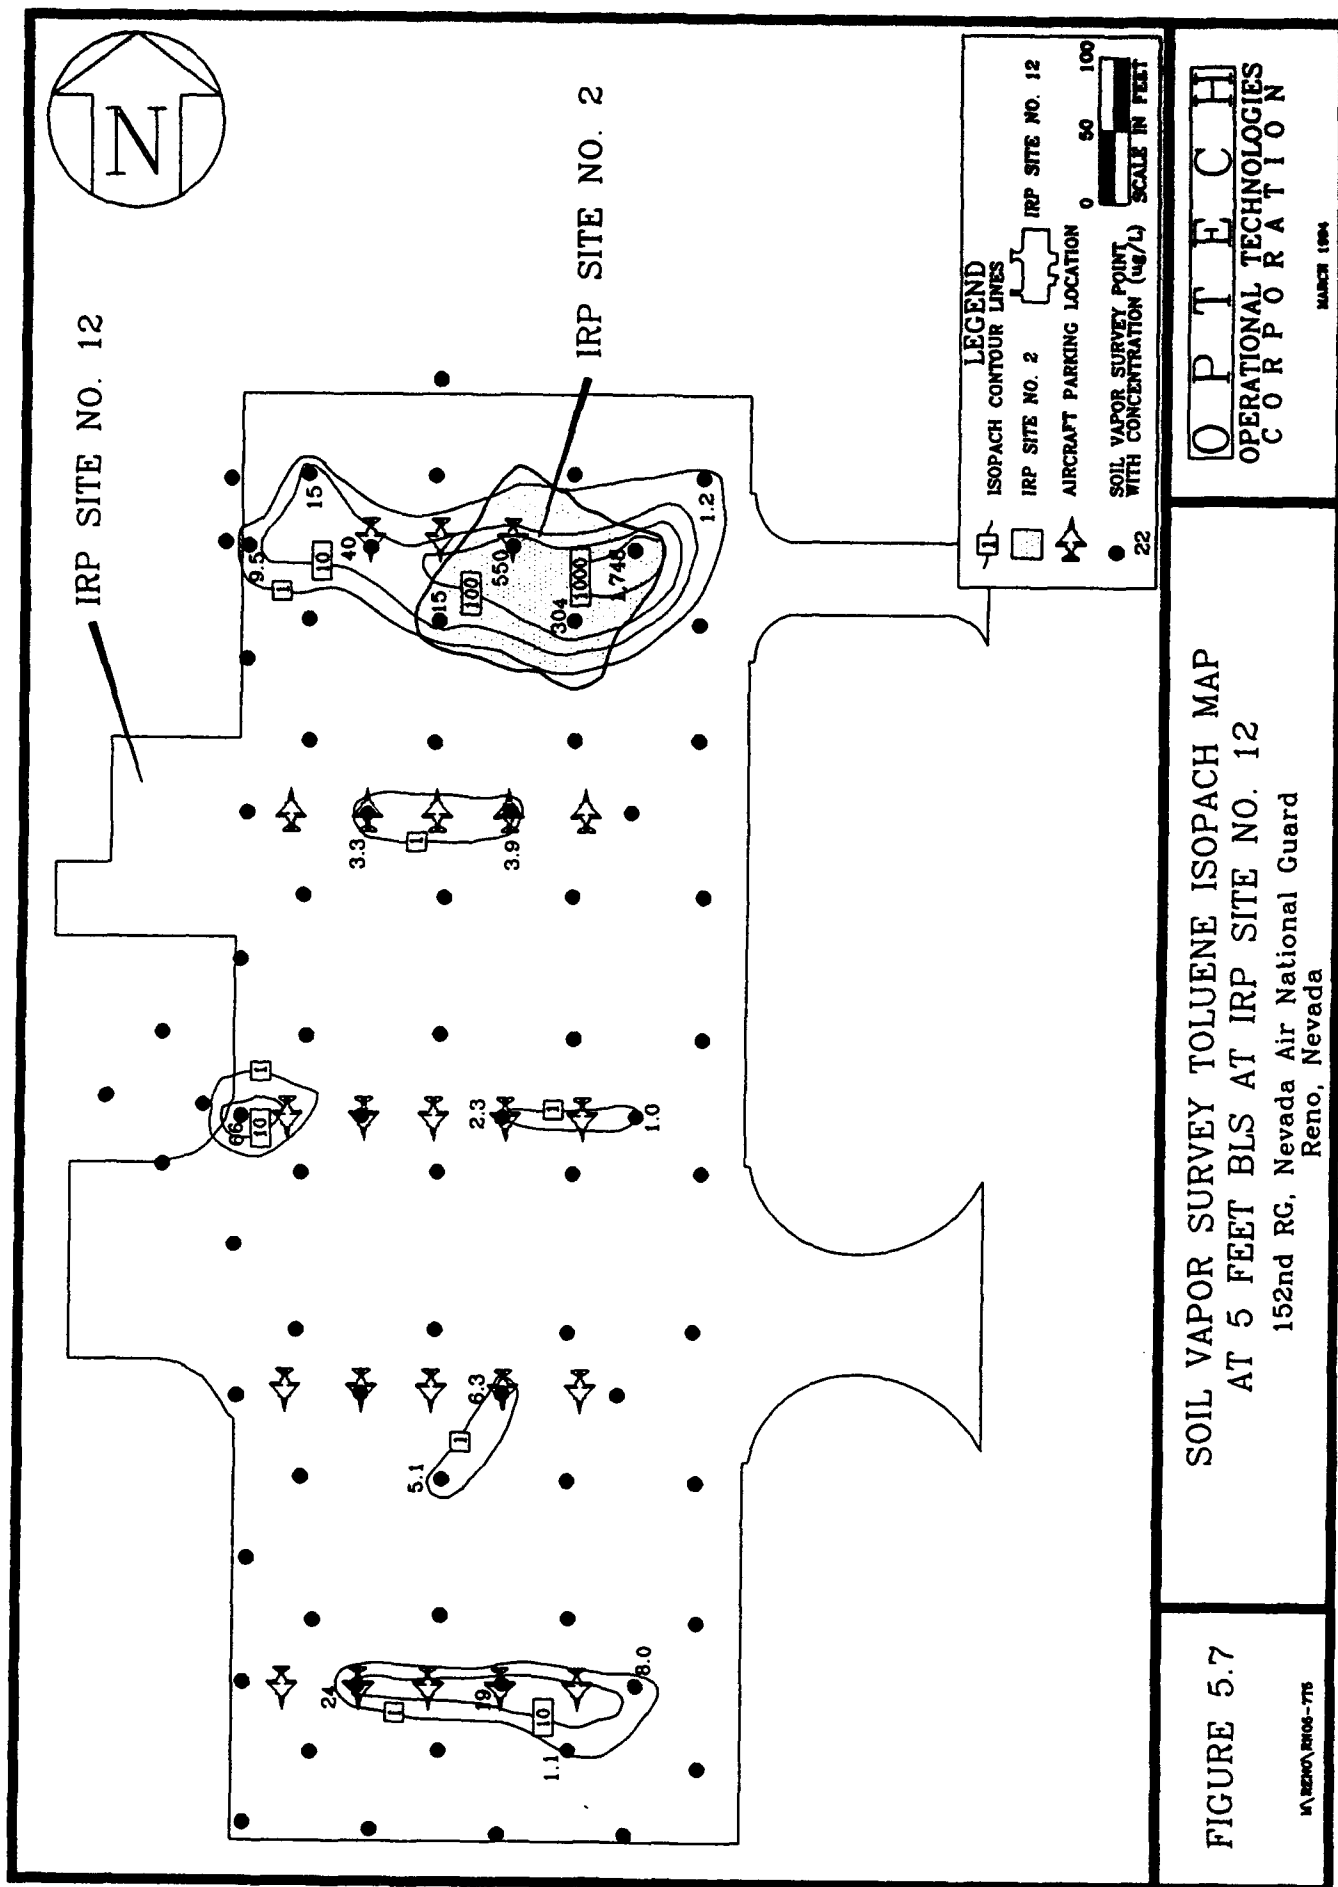 N
IRP SITE NO. 12
IRP SITE NO. 2
9.5
15
1
10
40
15
100
550
304
1000
1,748
1.2
3.3
1
3.9
66
1
10
2.3
1
1.0
6.3
1
5.1
24
1
19
10
8.0
1.1
LEGEND
1 ISOPACH CONTOUR LINES
IRP SITE NO. 2
IRP SITE NO. 12
AIRCRAFT PARKING LOCATION
22 SOIL VAPOR SURVEY POINT
WITH CONCENTRATION (ug/L)
0 50 100
SCALE IN FEET
FIGURE 5.7
M\RENO\RN05-775
SOIL VAPOR SURVEY TOLUENE ISOPACH MAP
AT 5 FEET BLS AT IRP SITE NO. 12
152nd RG, Nevada Air National Guard
Reno, Nevada
OPTECH
OPERATIONAL TECHNOLOGIES
CORPORATION
MARCH 1994